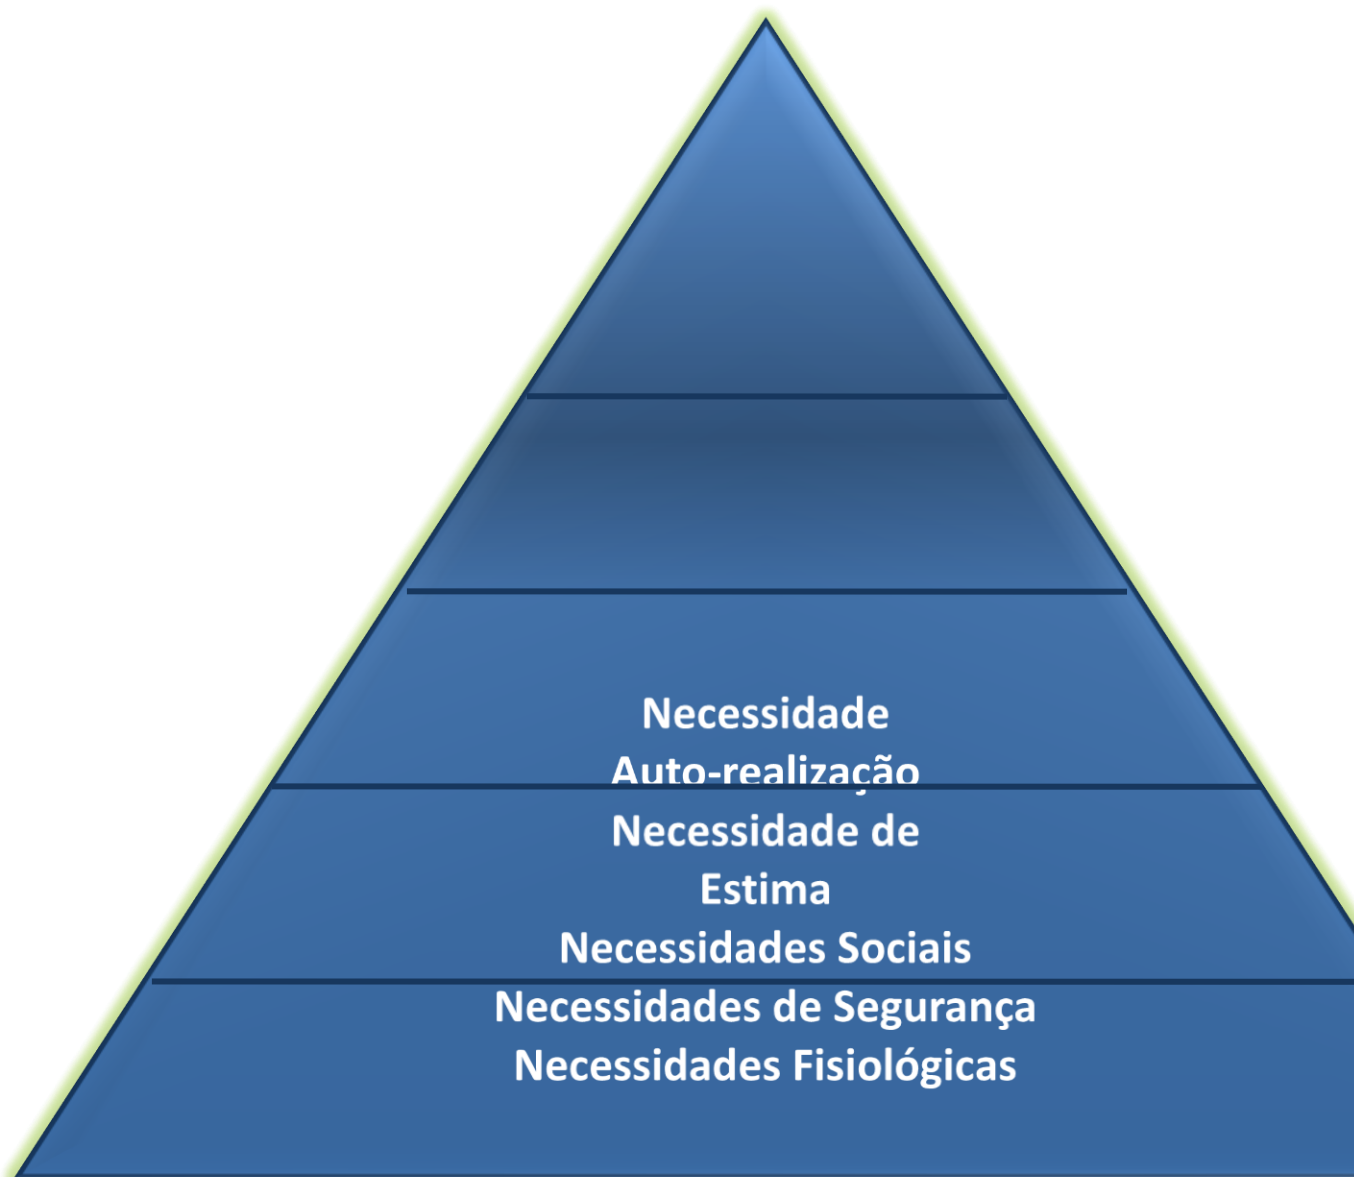 Necessidade
Auto-realização
Necessidade de
Estima
Necessidades Sociais
Necessidades de Segurança
Necessidades Fisiológicas